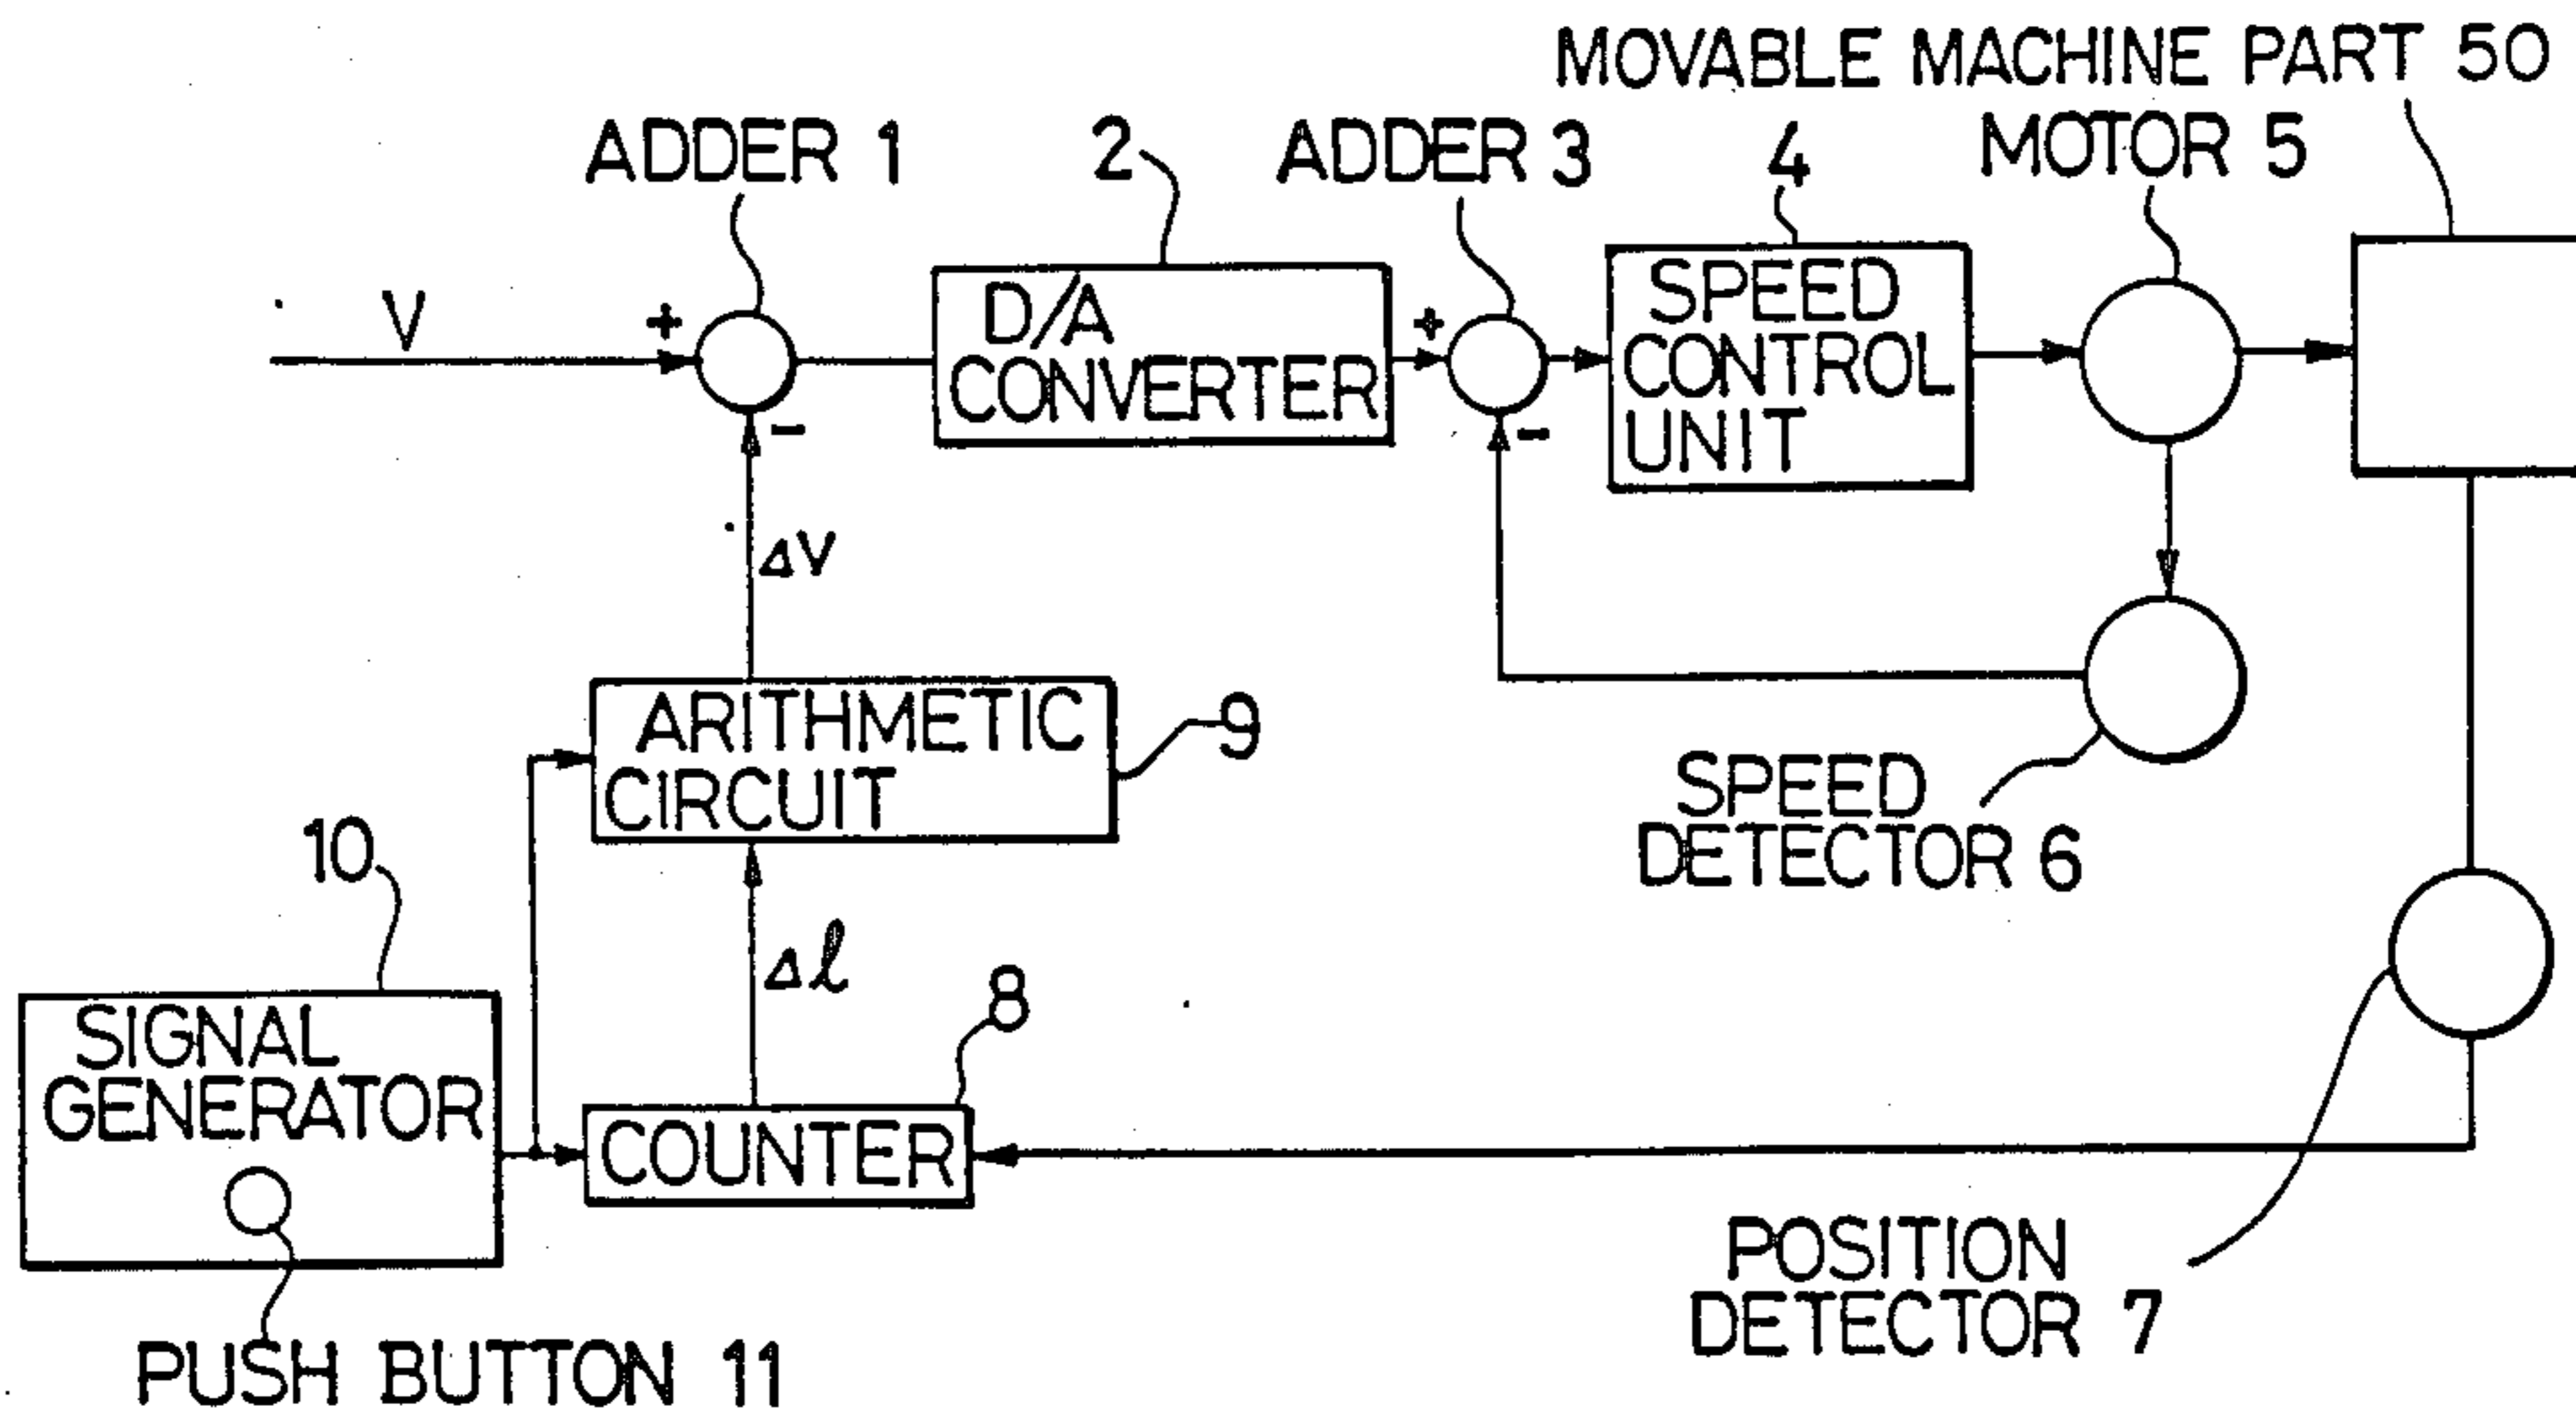 MOVABLE MACHINE PART 50
ADDER 1
2
ADDER 3
4
MOTOR 5
V
+
-
D/A
CONVERTER
+
-
SPEED
CONTROL
UNIT
ΔV
ARITHMETIC
CIRCUIT
9
SPEED
DETECTOR 6
10
Δℓ
8
SIGNAL
GENERATOR
COUNTER
POSITION
DETECTOR 7
PUSH BUTTON 11